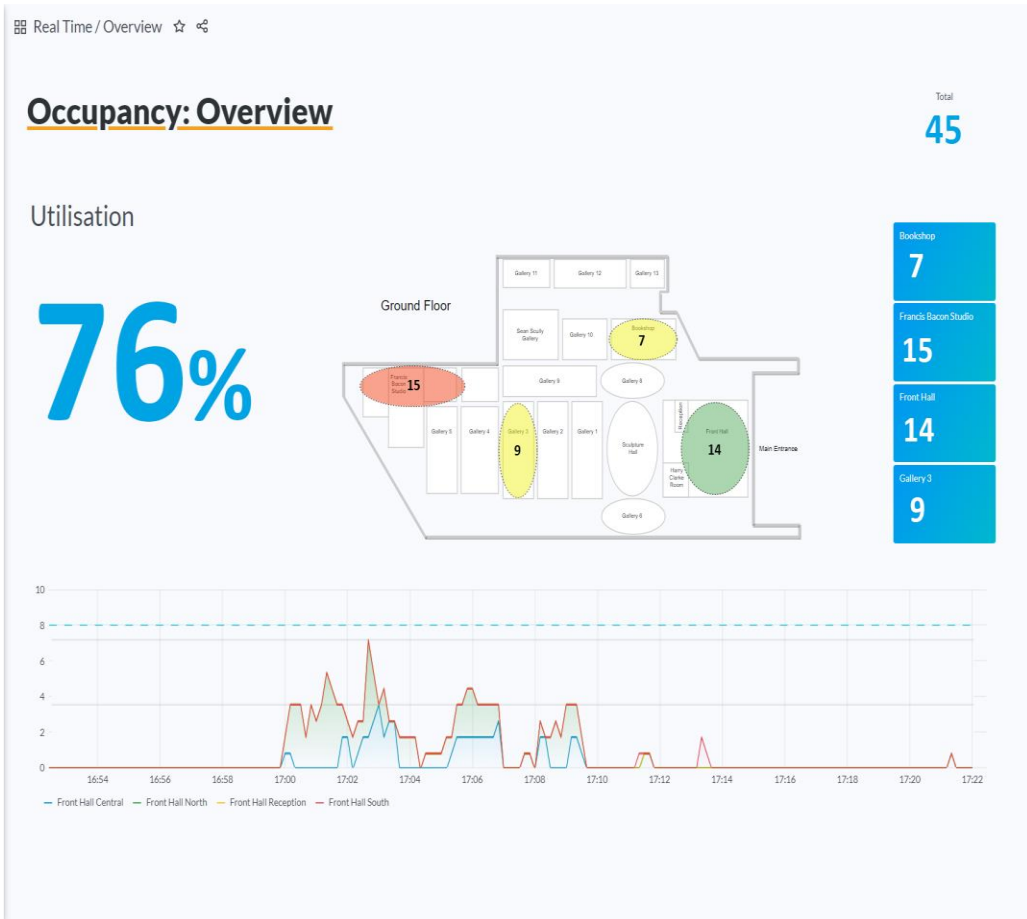 Real Time / Overview
Occupancy: Overview
Total
45
Utilisation
76%
Bookshop
7
Francis Bacon Studio
15
Front Hall
14
Gallery 3
9
Ground Floor
Gallery 11
Gallery 12
Gallery 13
Sean Scully
Gallery
Gallery 10
Bookshop
7
Francis
Bacon
Studio
15
Gallery 9
Gallery 8
Gallery 5
Gallery 4
Gallery 3
9
Gallery 2
Gallery 1
Sculpture
Hall
Reception
Front Hall
14
Main Entrance
Harry
Clarke
Room
Gallery 6
10
8
6
4
2
0
16:54 16:56 16:58 17:00 17:02 17:04 17:06 17:08 17:10 17:12 17:14 17:16 17:18 17:20 17:22
Front Hall Central Front Hall North Front Hall Reception Front Hall South